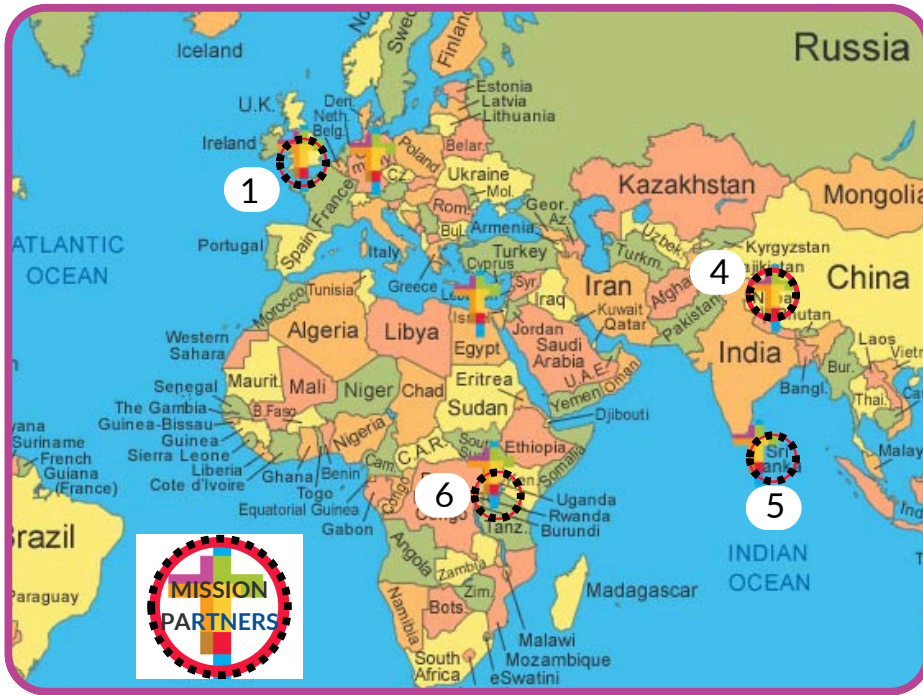 Iceland
Swed
Finland
Russia
Estonia
Latvia
Lithuania
U.K.
Den.
Neth.
Belg.
Ireland
Belar.
Poland
Kazakhstan
Mongolia
1
Cz.
Ukraine
Mol.
France
Rom.
Geor.
Az.
Armenia
Uzbek.
Kyrgyzstan
ATLANTIC
OCEAN
Portugal
Spain
Italy
Bul.
Turkey
Turkm.
4
China
Greece
Cyprus
Syr.
Iran
Afgha
Tunisia
Morocco
Iraq
Kuwait
Qatar
Pakistan
Algeria
Libya
Egypt
Jordan
Saudi
Arabia
U.A.E.
Oman
India
Bangl.
Bur.
Laos
Viet
Thai.
Western
Sahara
Maurit.
Mali
Niger
Chad
Eritrea
Sudan
Yemen
Djibouti
Senegal
The Gambia
Guinea-Bissau
Guinea
Sierra Leone
Liberia
Cote d'Ivoire
B.Faso
Ghana
Togo
Benin
Nigeria
Equatorial Guinea
Cam.
C.A.R.
Ethiopia
Somalia
Sri
Malay
Suriname
French
Guiana
(France)
Gabon
Congo
6
Uganda
Rwanda
Burundi
Tanz.
5
INDIAN
OCEAN
Brazil
Paraguay
MISSION
PARTNERS
Angola
Zambia
Namibia
Bots.
Zim.
Madagascar
Malawi
Mozambique
eSwatini
South
Africa